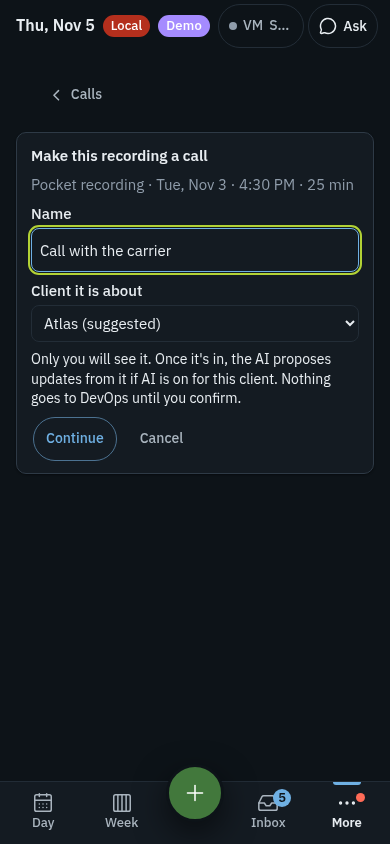 Thu, Nov 5 Local Demo VM S... Ask
Calls
Make this recording a call
Pocket recording · Tue, Nov 3 · 4:30 PM · 25 min
Name
Call with the carrier
Client it is about
Atlas (suggested)
Only you will see it. Once it's in, the AI proposes
updates from it if AI is on for this client. Nothing
goes to DevOps until you confirm.
Continue Cancel
5
Day Week Inbox More